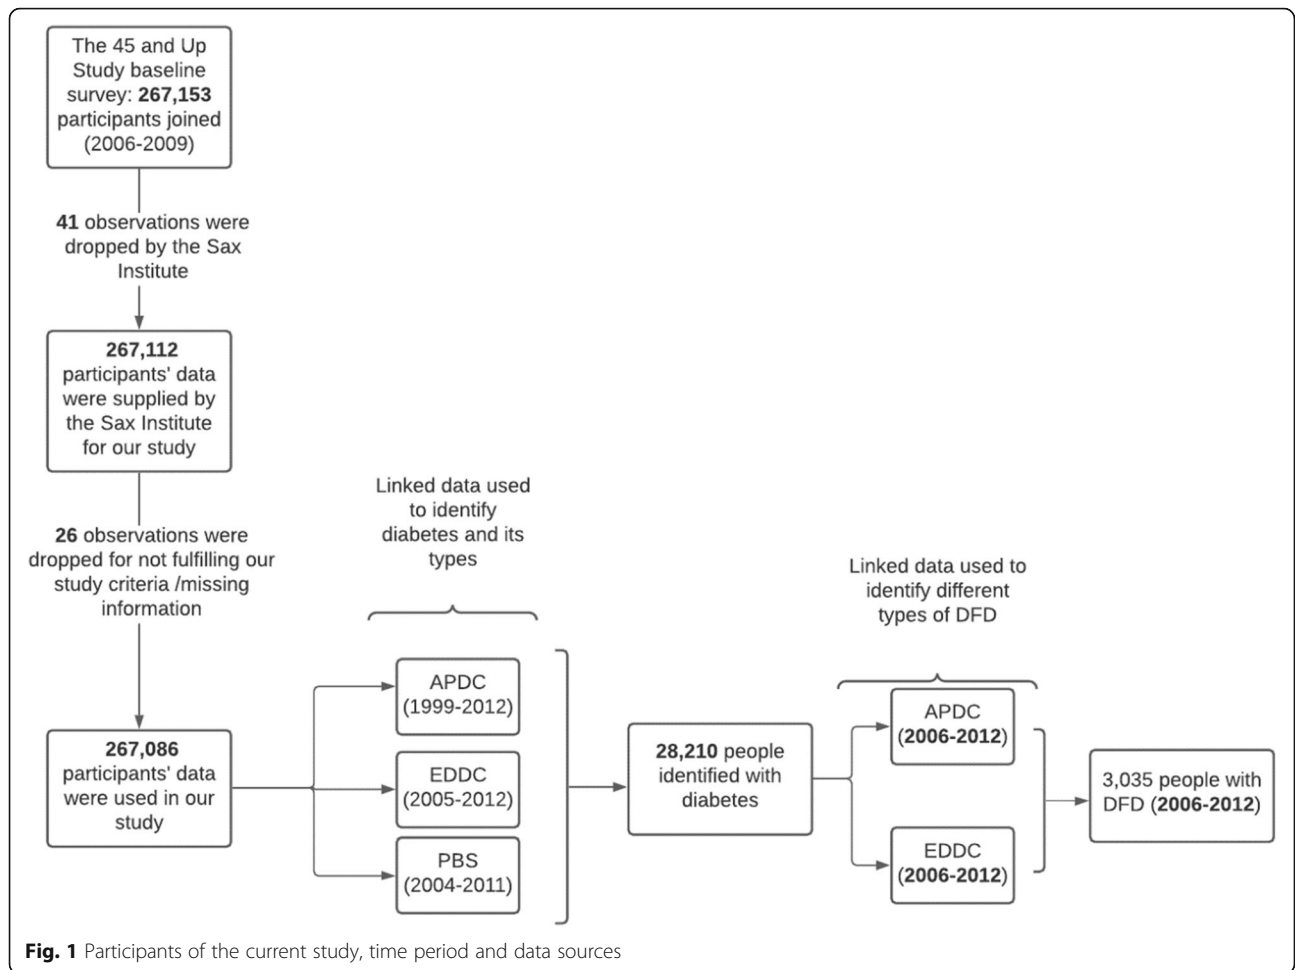 The 45 and Up
Study baseline
survey: 267,153
participants joined
(2006-2009)
41 observations were
dropped by the Sax
Institute
267,112
participants' data
were supplied by
the Sax Institute
for our study
26 observations were
dropped for not fulfilling our
study criteria /missing
information
267,086
participants' data
were used in our
study
Linked data used
to identify
diabetes and its
types
APDC
(1999-2012)
EDDC
(2005-2012)
PBS
(2004-2011)
28,210 people
identified with
diabetes
Linked data used to
identify different
types of DFD
APDC
(2006-2012)
EDDC
(2006-2012)
3,035 people with
DFD (2006-2012)
Fig. 1 Participants of the current study, time period and data sources